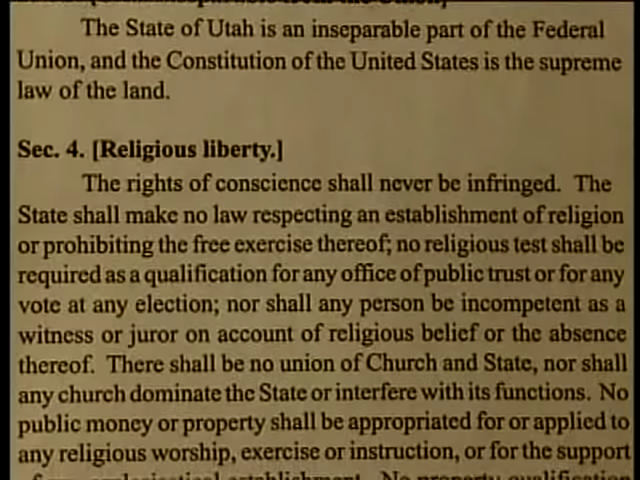 The State of Utah is an inseparable part of the Federal
Union, and the Constitution of the United States is the supreme
law of the land.
Sec. 4. [Religious liberty.]
The rights of conscience shall never be infringed. The
State shall make no law respecting an establishment of religion
or prohibiting the free exercise thereof; no religious test shall be
required as a qualification for any office of public trust or for any
vote at any election; nor shall any person be incompetent as a
witness or juror on account of religious belief or the absence
thereof. There shall be no union of Church and State, nor shall
any church dominate the State or interfere with its functions. No
public money or property shall be appropriated for or applied to
any religious worship, exercise or instruction, or for the support
ecclesiastical establishment. No property qualification